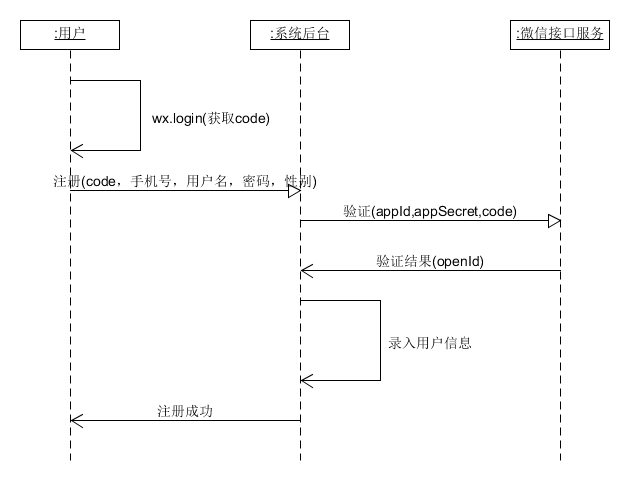 :用户
:系统后台
:微信接口服务
wx.login(获取code)
注册(code，手机号，用户名，密码，性别)
验证(appId,appSecret,code)
验证结果(openId)
录入用户信息
注册成功